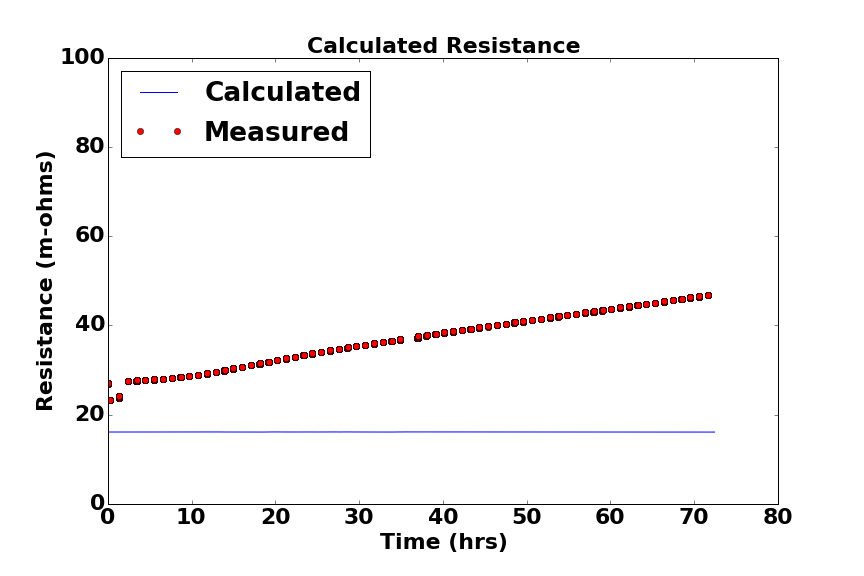 Calculated Resistance
100
80
60
40
20
0
Resistance (m-ohms)
Calculated
Measured
0 10 20 30 40 50 60 70 80
Time (hrs)